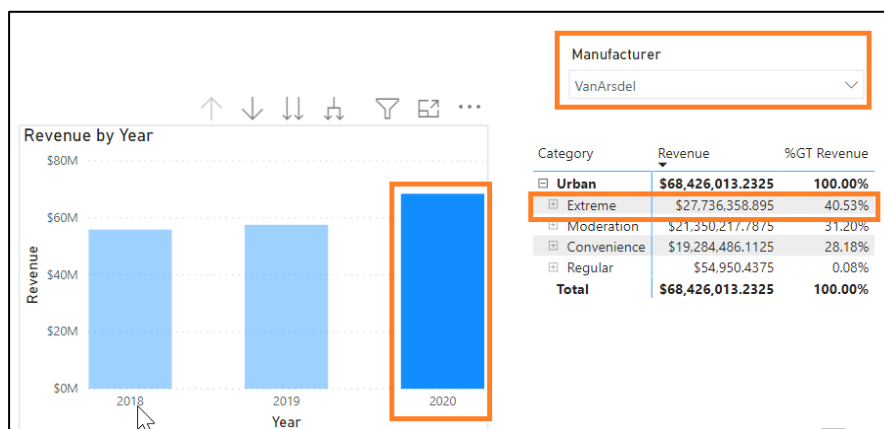 Manufacturer
VanArsdel
Revenue by Year
$80M
$60M
$40M
$20M
$0M
Revenue
2018 2019 2020
Year
Category Revenue %GT Revenue
Urban $68,426,013.2325 100.00%
Extreme $27,736,358.895 40.53%
Moderation $21,350,217.7875 31.20%
Convenience $19,284,486.1125 28.18%
Regular $54,950.4375 0.08%
Total $68,426,013.2325 100.00%